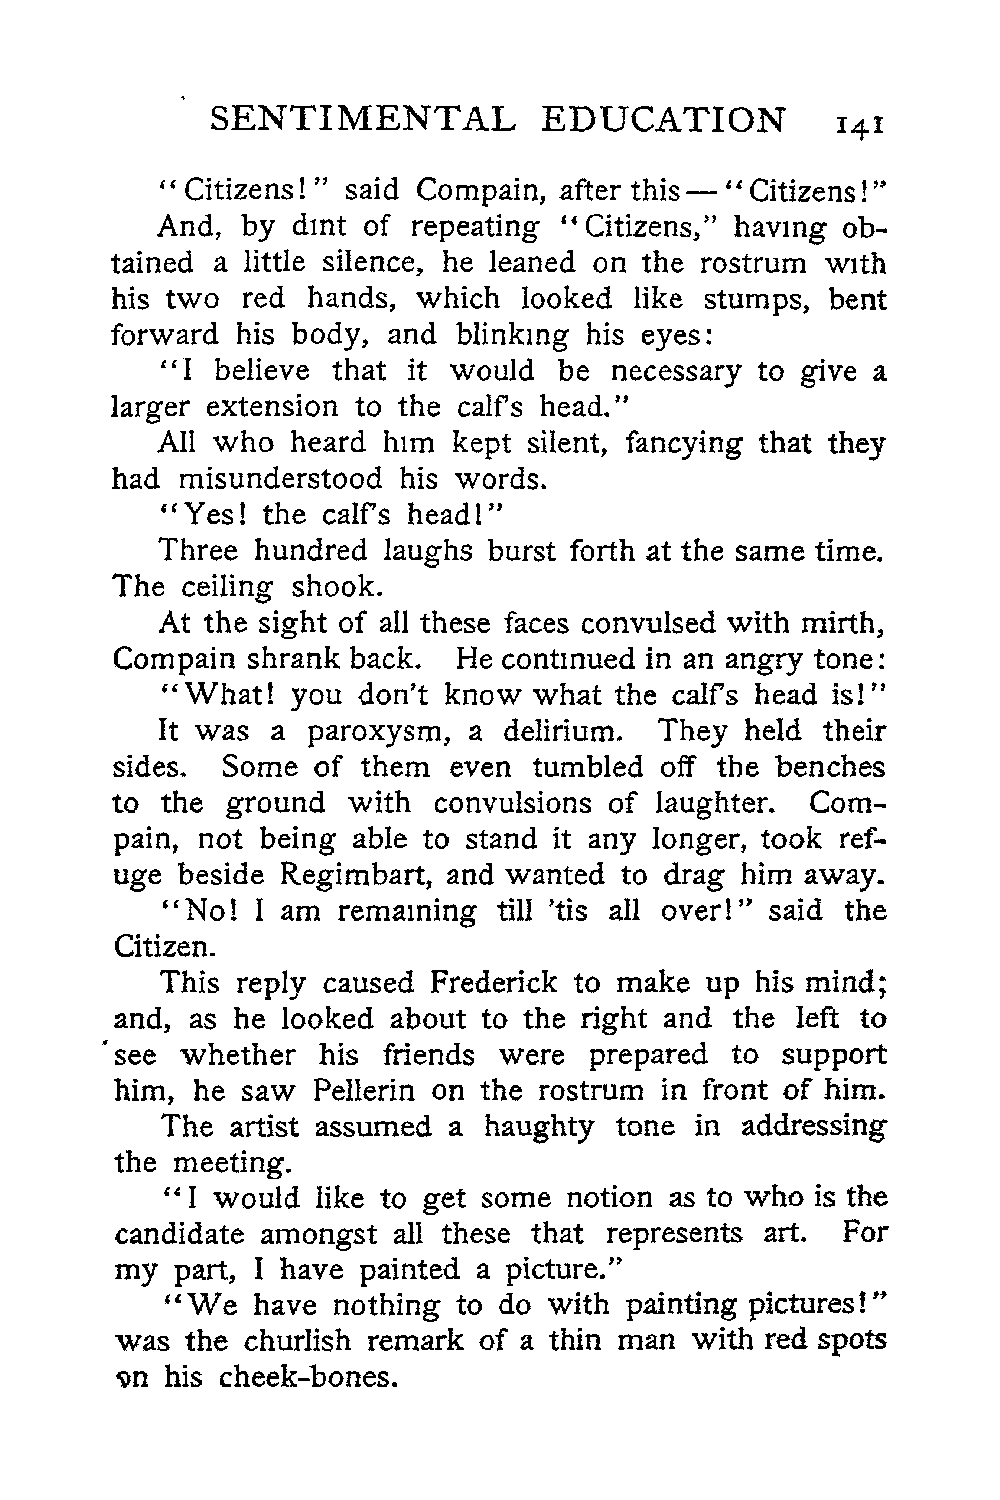 SENTIMENTAL EDUCATION 141
“Citizens!” said Compain, after this—“Citizens!”
And, by dint of repeating “Citizens,” having ob-
tained a little silence, he leaned on the rostrum with
his two red hands, which looked like stumps, bent
forward his body, and blinking his eyes:
“I believe that it would be necessary to give a
larger extension to the calf's head.”
All who heard him kept silent, fancying that they
had misunderstood his words.
“Yes! the calf's head!”
Three hundred laughs burst forth at the same time.
The ceiling shook.
At the sight of all these faces convulsed with mirth,
Compain shrank back. He continued in an angry tone:
“What! you don't know what the calf's head is!”
It was a paroxysm, a delirium. They held their
sides. Some of them even tumbled off the benches
to the ground with convulsions of laughter. Com-
pain, not being able to stand it any longer, took ref-
uge beside Regimbart, and wanted to drag him away.
“No! I am remaining till 'tis all over!” said the
Citizen.
This reply caused Frederick to make up his mind;
and, as he looked about to the right and the left to
see whether his friends were prepared to support
him, he saw Pellerin on the rostrum in front of him.
The artist assumed a haughty tone in addressing
the meeting.
“I would like to get some notion as to who is the
candidate amongst all these that represents art. For
my part, I have painted a picture.”
“We have nothing to do with painting pictures!”
was the churlish remark of a thin man with red spots
on his cheek-bones.